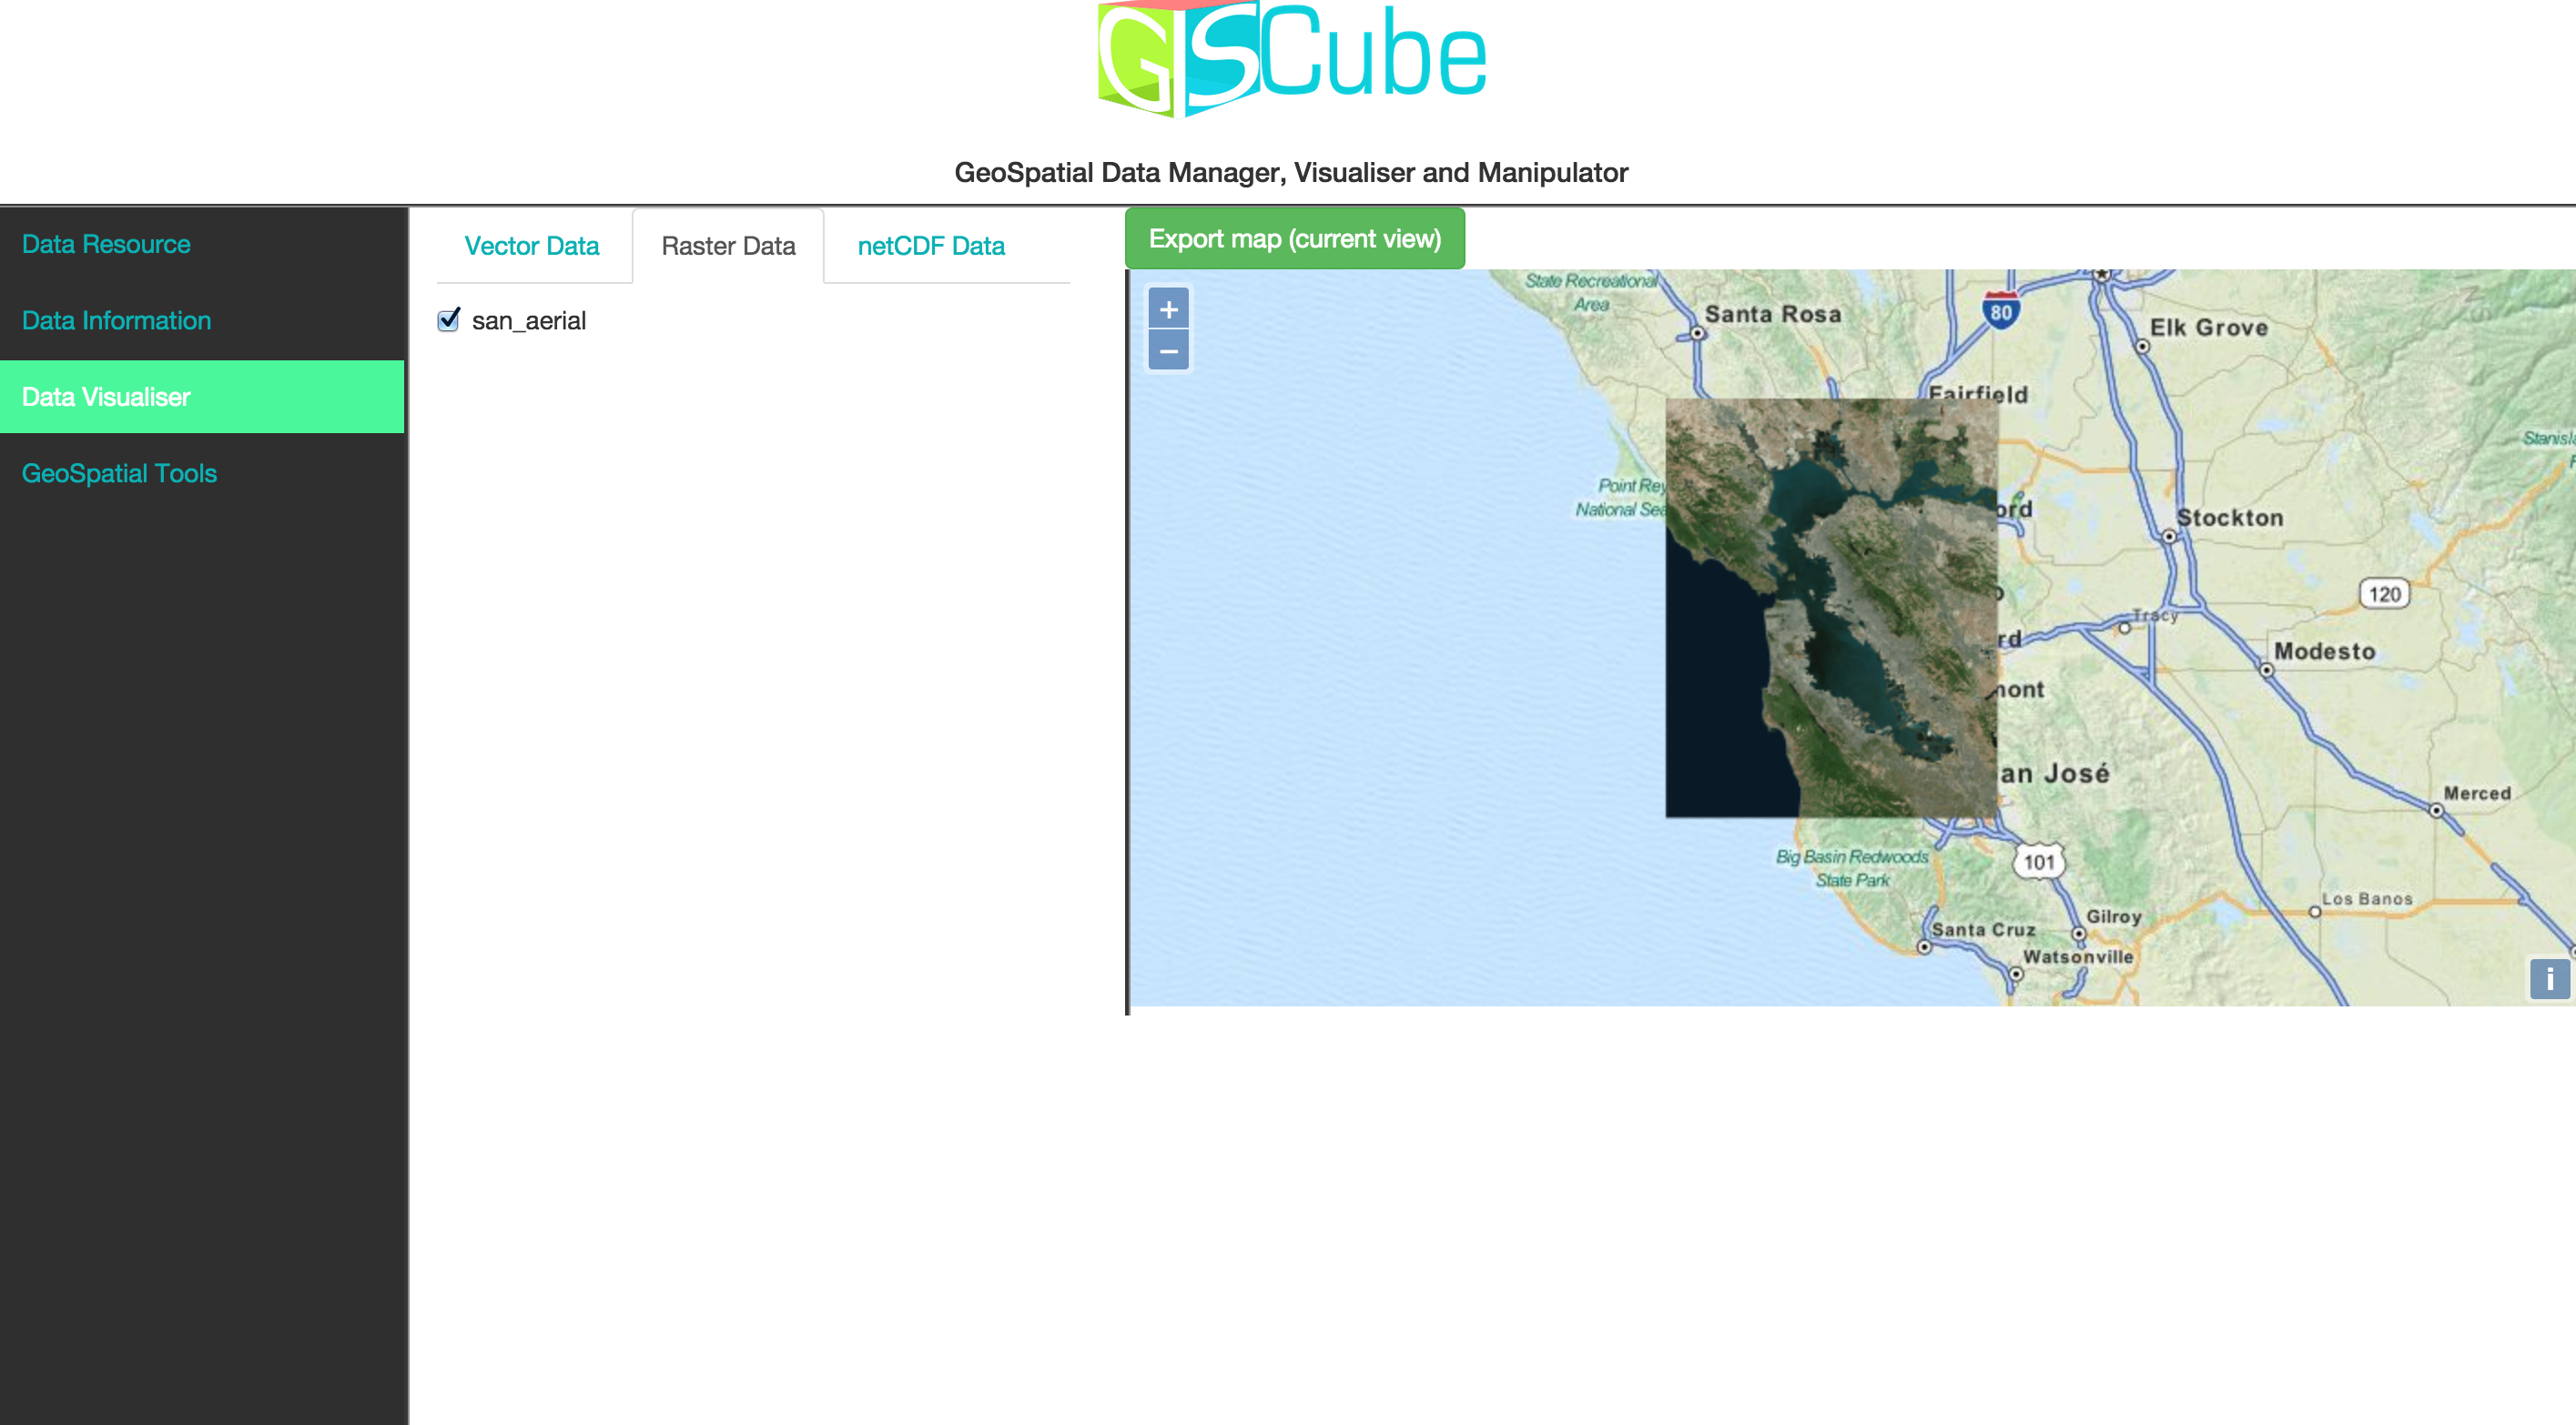 GIS Cube
GeoSpatial Data Manager, Visualiser and Manipulator
Data Resource
Data Information
Data Visualiser
GeoSpatial Tools
Vector Data
Raster Data
netCDF Data
san_aerial
Export map (current view)
+
−
State Recreational
Area
Santa Rosa
80
Elk Grove
Fairfield
Point Rey
National Sea
ord
Stockton
120
Tracy
rd
Modesto
mont
an José
Merced
Big Basin Redwoods
State Park
101
Los Banos
Gilroy
Santa Cruz
Watsonville
i